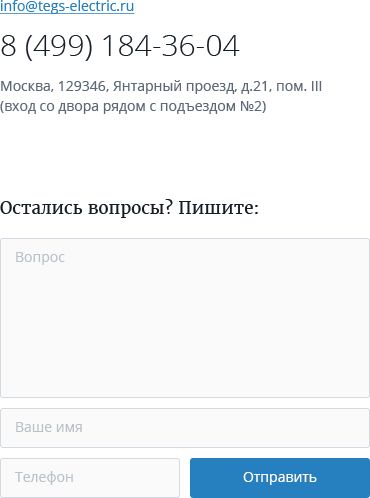 info@tegs-electric.ru
8 (499) 184-36-04
Москва, 129346, Янтарный проезд, д.21, пом. III
(вход со двора рядом с подъездом №2)
Остались вопросы? Пишите:
Вопрос
Ваше имя
Телефон
Отправить